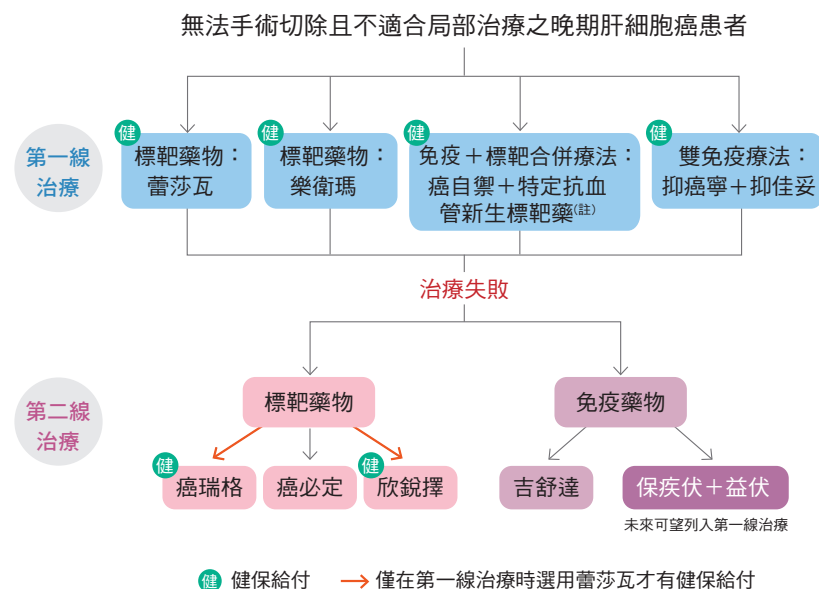 無法手術切除且不適合局部治療之晚期肝細胞癌患者
第一線
治療
健
標靶藥物：
蕾莎瓦
健
標靶藥物：
樂衛瑪
健
免疫＋標靶合併療法：
癌自禦＋特定抗血
管新生標靶藥(註)
健
雙免疫療法：
抑癌寧＋抑佳妥
治療失敗
第二線
治療
標靶藥物
免疫藥物
健
癌瑞格
癌必定
健
欣銳擇
吉舒達
保疾伏＋益伏
未來可望列入第一線治療
健 健保給付
僅在第一線治療時選用蕾莎瓦才有健保給付